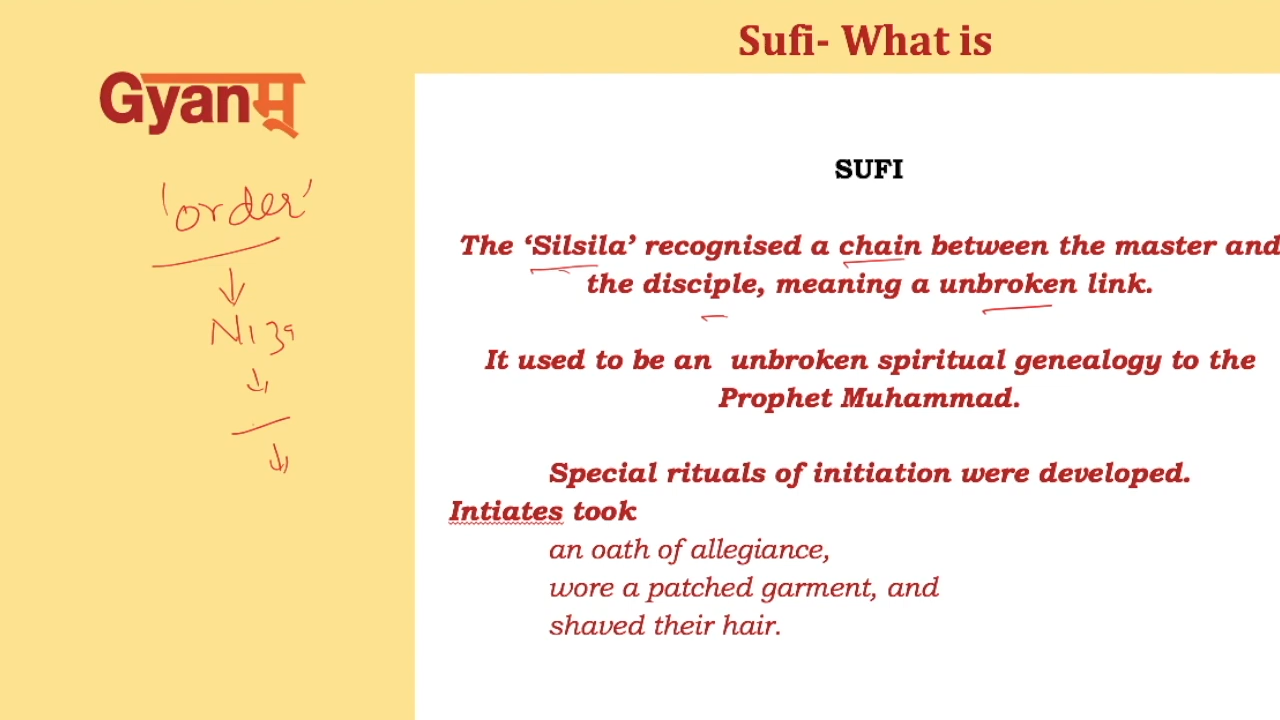 Sufi- What is
Gyanम्
'order'
SUFI
The ‘Silsila’ recognised a chain between the master and
the disciple, meaning a unbroken link.
It used to be an unbroken spiritual genealogy to the
Prophet Muhammad.
Special rituals of initiation were developed.
Intiates took
an oath of allegiance,
wore a patched garment, and
shaved their hair.